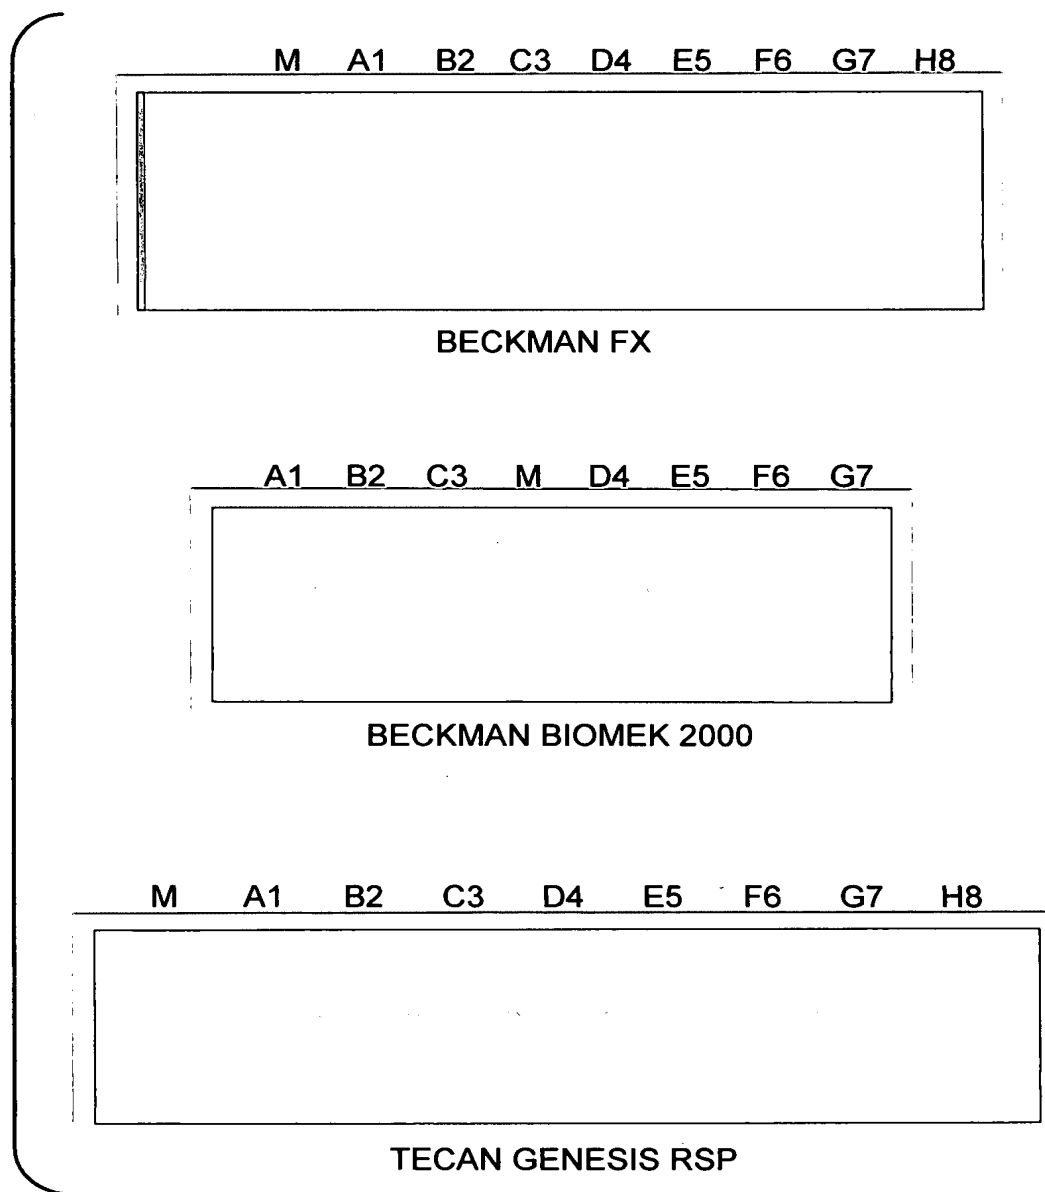 M A1 B2 C3 D4 E5 F6 G7 H8
BECKMAN FX
A1 B2 C3 M D4 E5 F6 G7
BECKMAN BIOMEK 2000
M A1 B2 C3 D4 E5 F6 G7 H8
TECAN GENESIS RSP